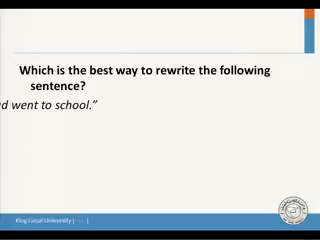 Which is the best way to rewrite the following
sentence?
went to school.”
King Faisal University | |